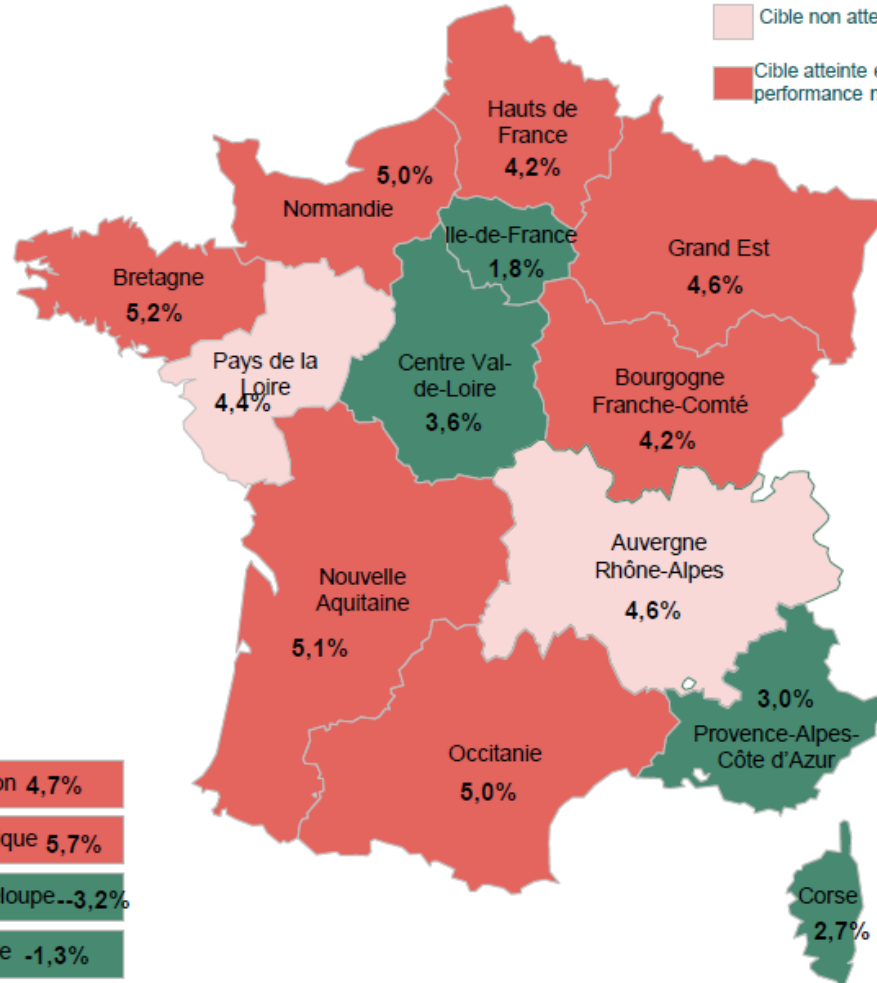 Cible non atte
Cible atteinte e
performance n
Hauts de
France
4,2%
5,0%
Normandie
Ile-de-France
1,8%
Grand Est
4,6%
Bretagne
5,2%
Pays de la
Loire
4,4%
Centre Val-
de-Loire
3,6%
Bourgogne
Franche-Comté
4,2%
Auvergne
Rhône-Alpes
4,6%
Nouvelle
Aquitaine
5,1%
3,0%
Provence-Alpes-
Côte d'Azur
Occitanie
5,0%
on 4,7%
que 5,7%
loupe--3,2%
e -1,3%
Corse
2,7%